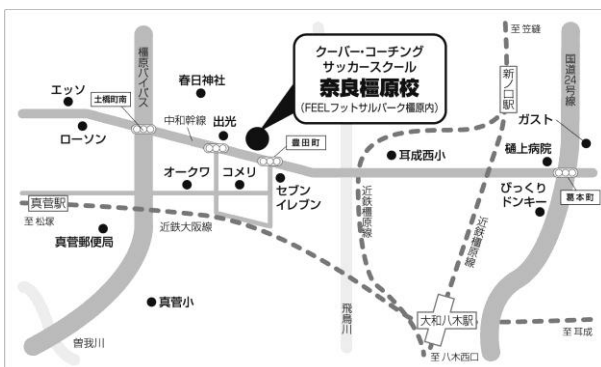 クーバー・コーチング
サッカースクール
奈良橿原校
(FEELフットサルパーク橿原内)
至 笠縫
国道24号線
新ノ口駅
橿原バイパス
春日神社
エッソ
土橋町南
中和幹線
出光
ローソン
豊田町
ガスト
樋上病院
耳成西小
オークワ
コメリ
セブン
イレブン
びっくり
ドンキー
葛本町
真菅駅
至 松塚
近鉄大阪線
近鉄橿原線
近鉄橿原線
真菅郵便局
真菅小
飛鳥川
大和八木駅
至 耳成
曽我川
至 八木西口